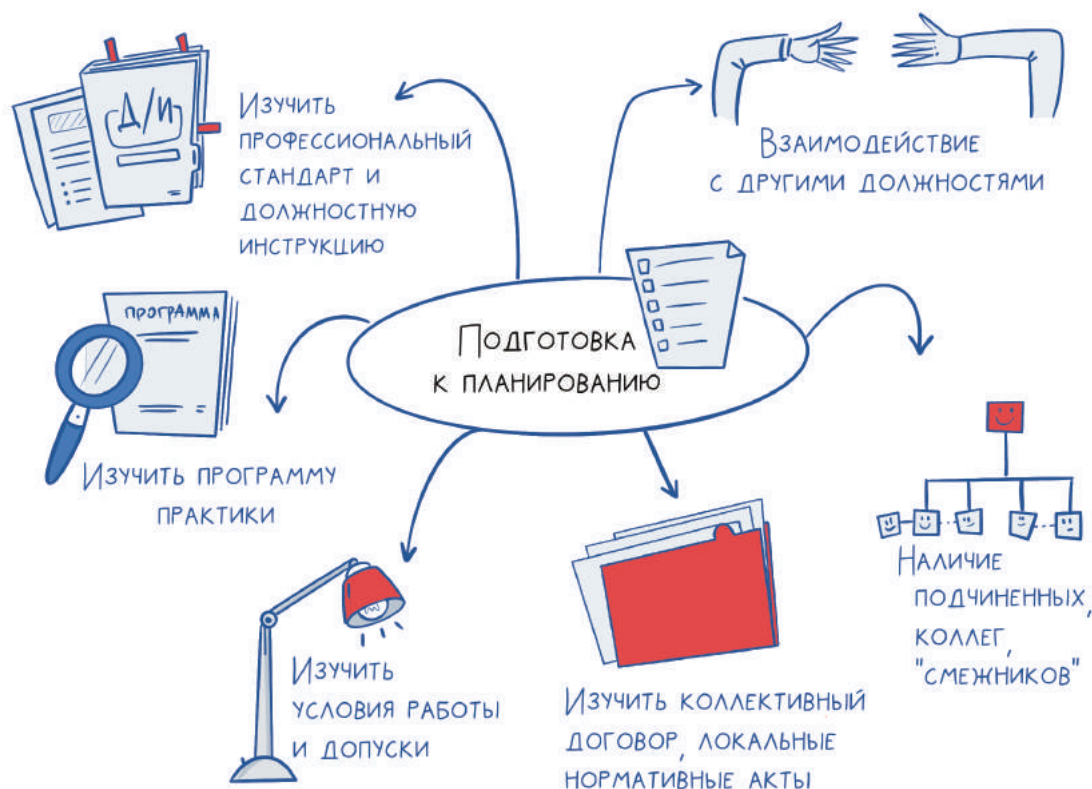 Д/И
Изучить
профессиональный
стандарт и
должностную
инструкцию
Взаимодействие
с другими должностями
Подготовка
к планированию
ПРОГРАММА
Изучить программу
практики
Наличие
подчиненных,
коллег,
"смежников"
Изучить
условия работы
и допуски
Изучить коллективный
договор, локальные
нормативные акты